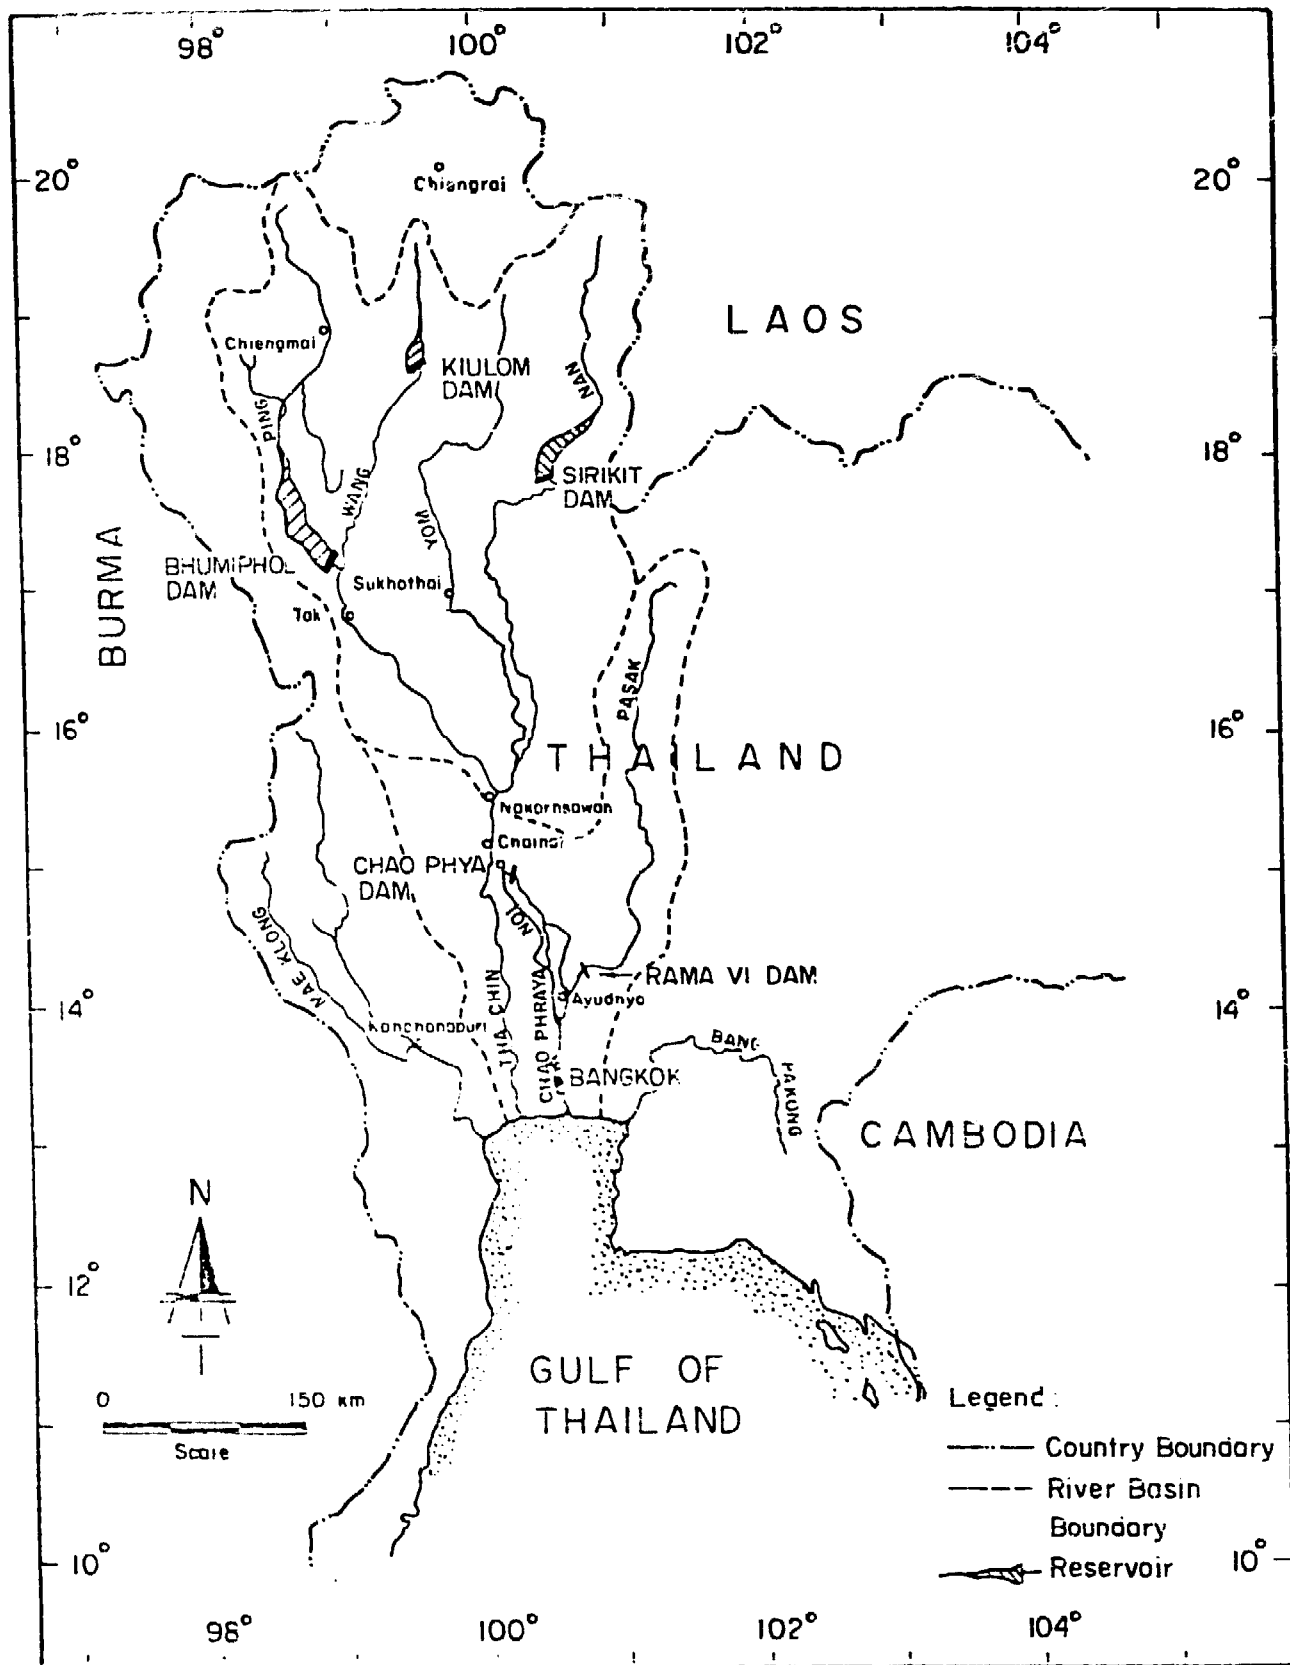 98° 100° 102° 104°
20° 20°
Chiangrai
LAOS
Chiengmai
KIULOM
DAM
NAN
PING
18° 18°
SIRIKIT
DAM
WANG
YOM
BURMA
BHUMIPHOL
DAM
Sukhothai
Tak
PASAK
16° 16°
THAILAND
Nakornsawan
Chainat
CHAO PHYA
DAM
NOI
MAE KLONG
THA CHIN
CHAO PHRAYA
RAMA VI DAM
Ayudhya
14° 14°
Kanchanaburi
BANG
PAKONG
BANGKOK
CAMBODIA
N
12° 12°
GULF OF
THAILAND
0 150 km
Scale
Legend :
Country Boundary
River Basin
Boundary
Reservoir
10° 10°
98° 100° 102° 104°